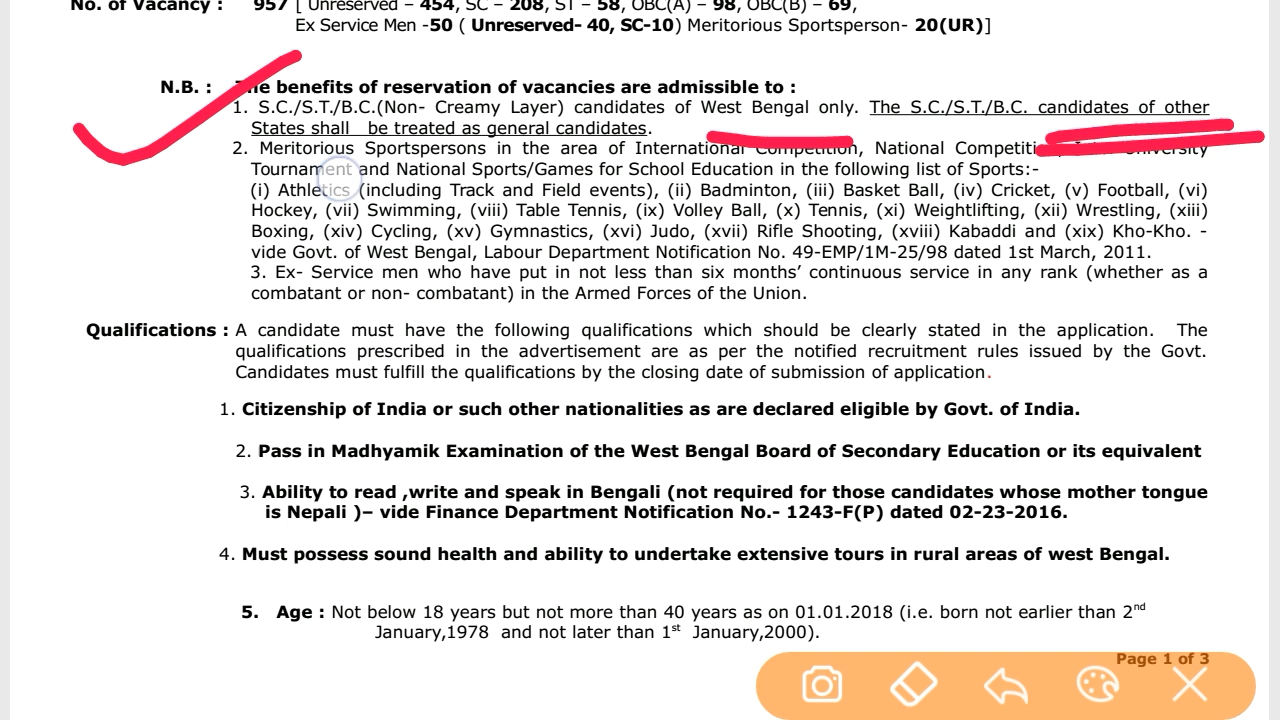 No. of Vacancy : 957 [ Unreserved – 454, SC – 208, ST – 58, OBC(A) – 98, OBC(B) – 69,
Ex Service Men -50 ( Unreserved- 40, SC-10) Meritorious Sportsperson- 20(UR)]
N.B. : The benefits of reservation of vacancies are admissible to :
1. S.C./S.T./B.C.(Non- Creamy Layer) candidates of West Bengal only. The S.C./S.T./B.C. candidates of other
States shall be treated as general candidates.
2. Meritorious Sportspersons in the area of International Competition, National Competition, Inter University
Tournament and National Sports/Games for School Education in the following list of Sports:-
(i) Athletics (including Track and Field events), (ii) Badminton, (iii) Basket Ball, (iv) Cricket, (v) Football, (vi)
Hockey, (vii) Swimming, (viii) Table Tennis, (ix) Volley Ball, (x) Tennis, (xi) Weightlifting, (xii) Wrestling, (xiii)
Boxing, (xiv) Cycling, (xv) Gymnastics, (xvi) Judo, (xvii) Rifle Shooting, (xviii) Kabaddi and (xix) Kho-Kho. -
vide Govt. of West Bengal, Labour Department Notification No. 49-EMP/1M-25/98 dated 1st March, 2011.
3. Ex- Service men who have put in not less than six months’ continuous service in any rank (whether as a
combatant or non- combatant) in the Armed Forces of the Union.
Qualifications : A candidate must have the following qualifications which should be clearly stated in the application. The
qualifications prescribed in the advertisement are as per the notified recruitment rules issued by the Govt.
Candidates must fulfill the qualifications by the closing date of submission of application.
1. Citizenship of India or such other nationalities as are declared eligible by Govt. of India.
2. Pass in Madhyamik Examination of the West Bengal Board of Secondary Education or its equivalent
3. Ability to read ,write and speak in Bengali (not required for those candidates whose mother tongue
is Nepali )– vide Finance Department Notification No.- 1243-F(P) dated 02-23-2016.
4. Must possess sound health and ability to undertake extensive tours in rural areas of west Bengal.
5. Age : Not below 18 years but not more than 40 years as on 01.01.2018 (i.e. born not earlier than 2nd
January,1978 and not later than 1st January,2000).
Page 1 of 3